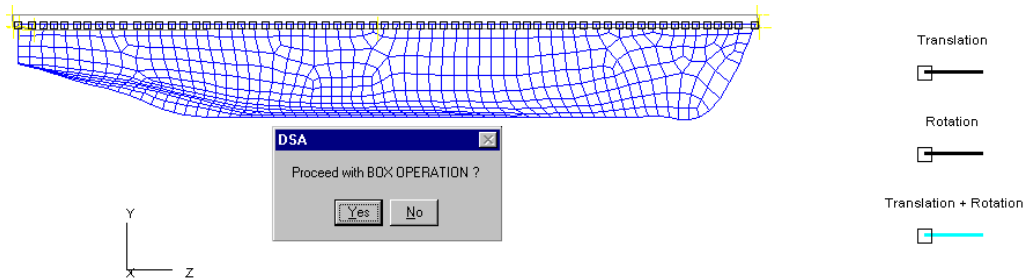 Translation
Rotation
DSA
Proceed with BOX OPERATION ?
Yes No
Translation + Rotation
Y
X Z